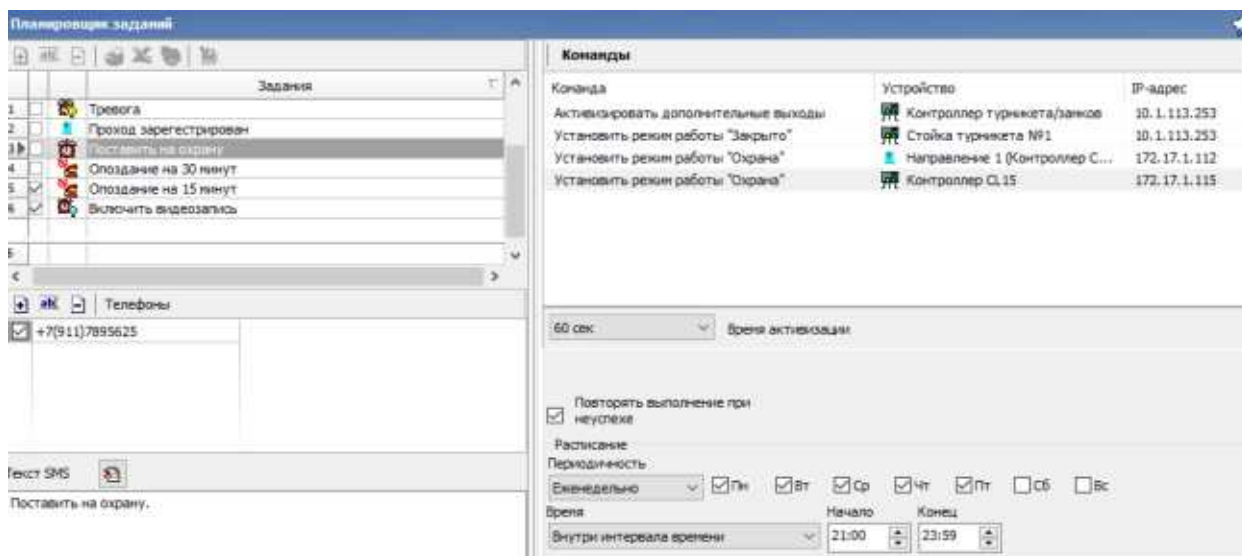 Планировщик заданий
Задания
1 Тревога
2 Проход зарегестрирован
3 Поставить на охрану
4 Опоздание на 30 минут
5 Опоздание на 15 минут
6 Включить видеозапись
Телефоны
+7(911)7895625
Текст SMS
Поставить на охрану.
Команды
Команда Устройство IP-адрес
Активизировать дополнительные выходы Контроллер турникета/замков 10.1.113.253
Установить режим работы "Закрыто" Стойка турникета №1 10.1.113.253
Установить режим работы "Охрана" Направление 1 (Контроллер C... 172.17.1.112
Установить режим работы "Охрана" Контроллер CL15 172.17.1.115
60 сек Время активизации
Повторять выполнение при
неуспехе
Расписание
Периодичность
Еженедельно Пн Вт Ср Чт Пт Сб Вс
Время Начало Конец
Внутри интервала времени 21:00 23:59